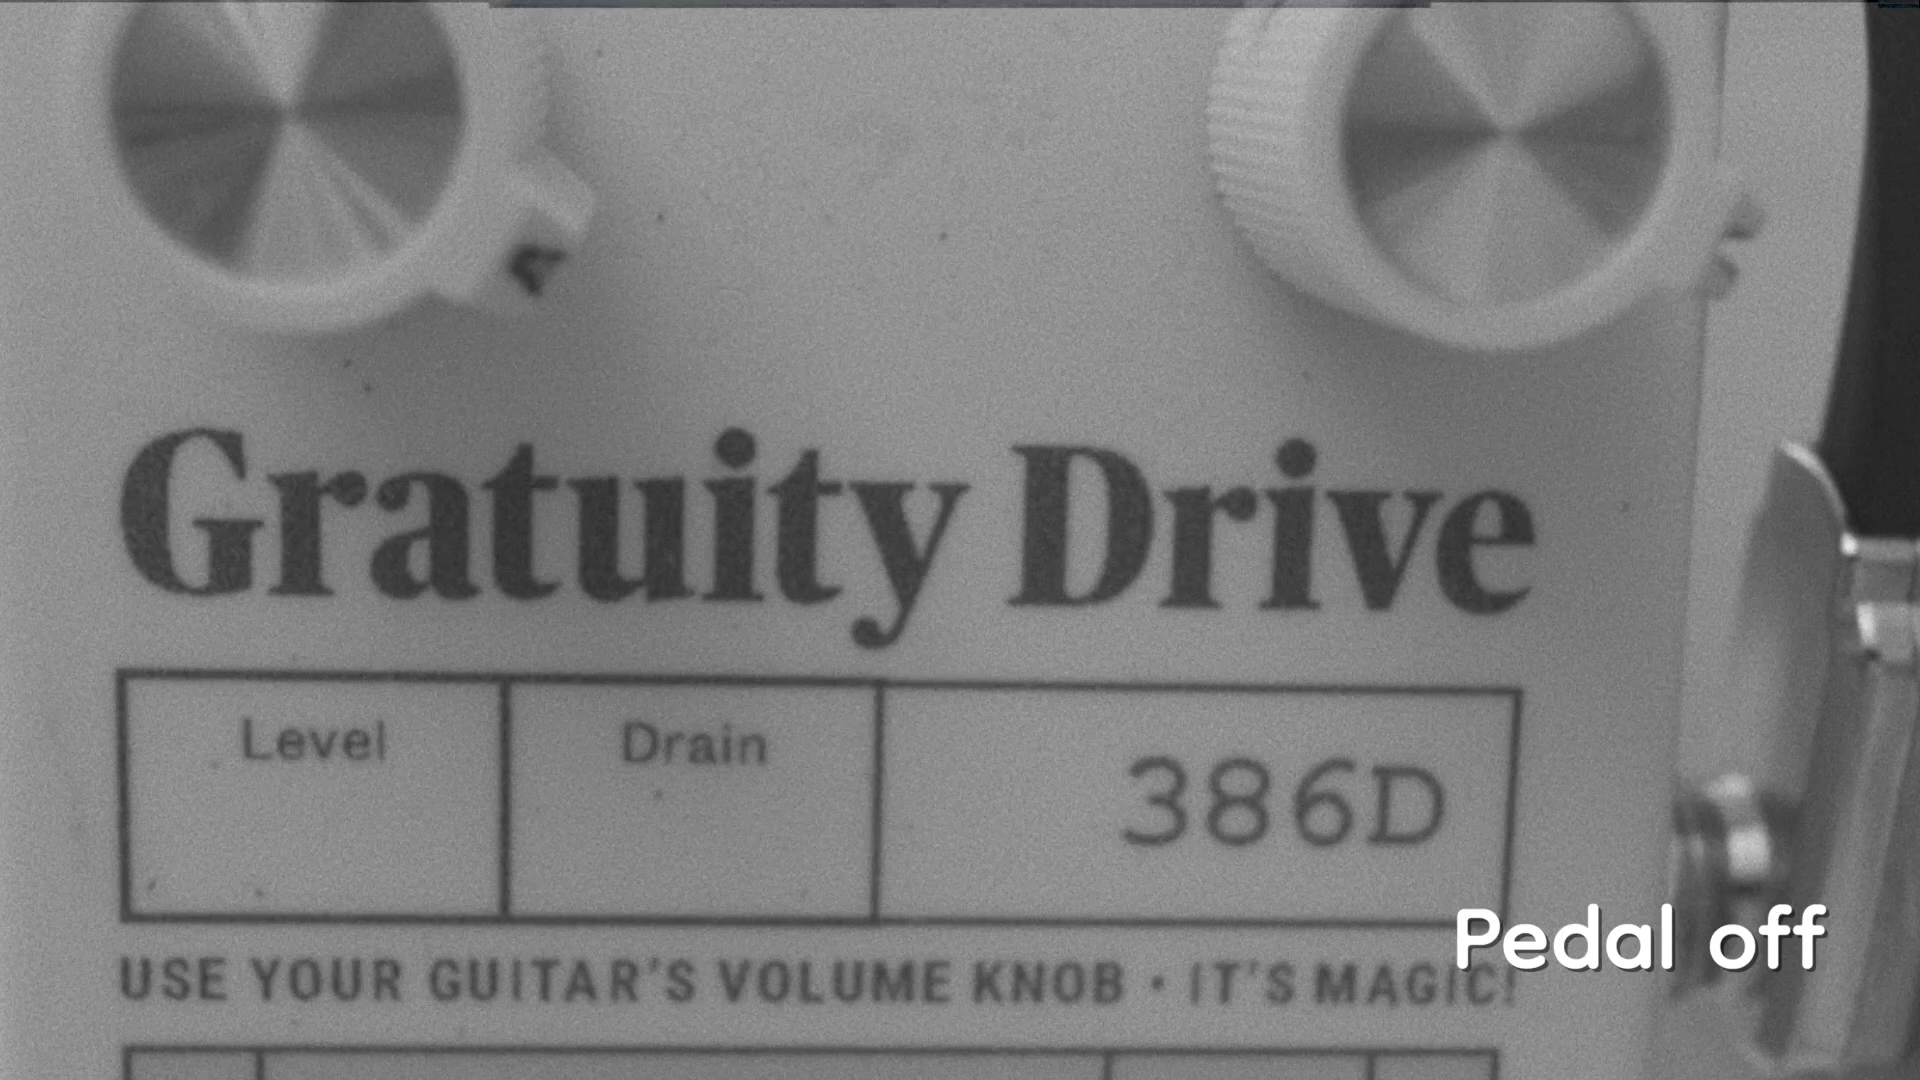 Gratuity Drive
Level
Drain
386D
USE YOUR GUITAR'S VOLUME KNOB • IT'S MAGIC!
Pedal off